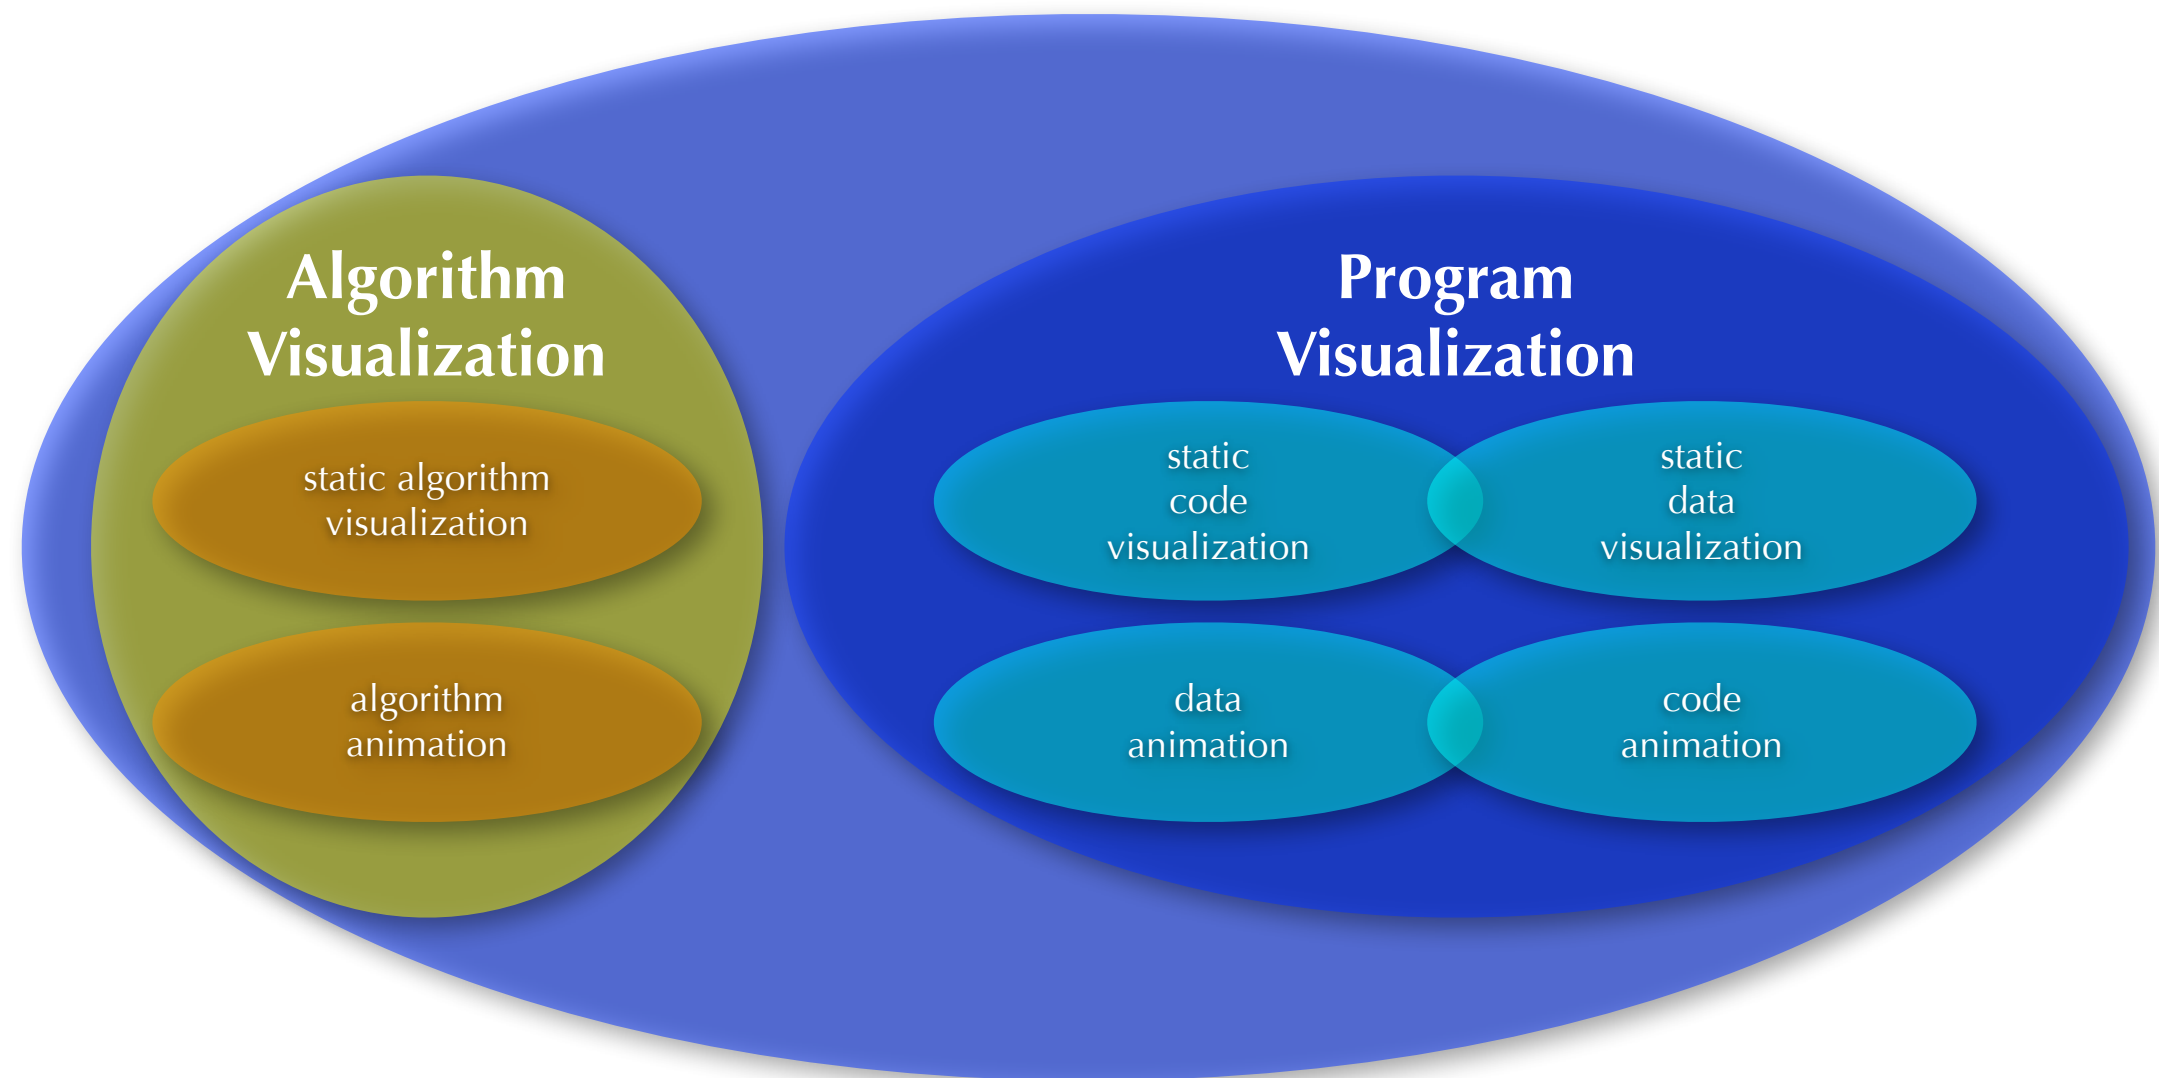 Algorithm
Visualization
static algorithm
visualization
algorithm
animation
Program
Visualization
static
code
visualization
static
data
visualization
data
animation
code
animation